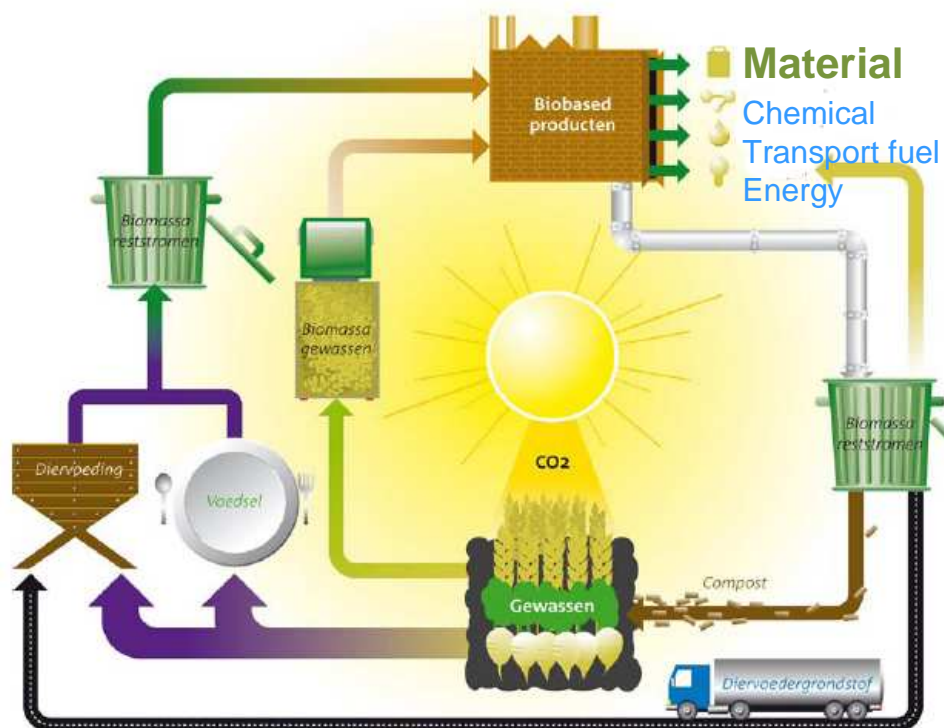 Material
Biobased
producten
Chemical
Transport fuel
Energy
Biomassa
reststromen
Biomassa
gewassen
Biomassa
reststromen
Diervoeding
Voedsel
CO2
Gewassen
Compost
Diervoedergrondstof